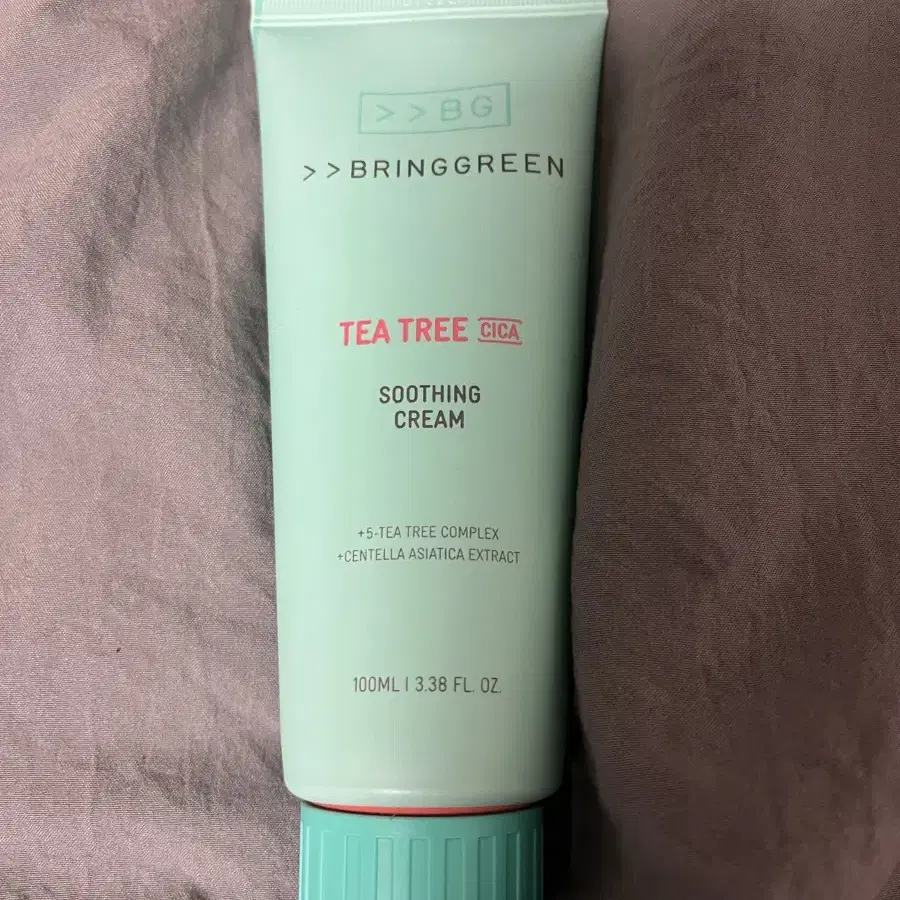 >>BG
>>BRINGGREEN
TEA TREE CICA
SOOTHING
CREAM
+5-TEA TREE COMPLEX
+CENTELLA ASIATICA EXTRACT
100ML | 3.38 FL. OZ.